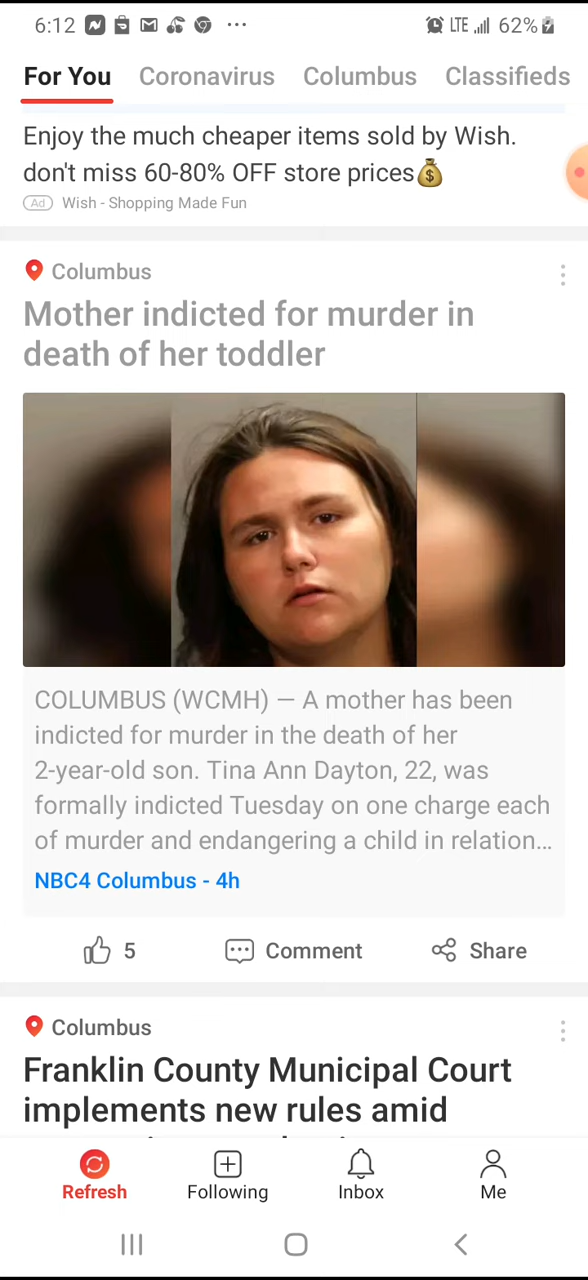 6:12 LTE 62%
For You Coronavirus Columbus Classifieds
Enjoy the much cheaper items sold by Wish.
don't miss 60-80% OFF store prices💰
Ad Wish - Shopping Made Fun
Columbus
Mother indicted for murder in
death of her toddler
COLUMBUS (WCMH) — A mother has been
indicted for murder in the death of her
2-year-old son. Tina Ann Dayton, 22, was
formally indicted Tuesday on one charge each
of murder and endangering a child in relation...
NBC4 Columbus - 4h
5 Comment Share
Columbus
Franklin County Municipal Court
implements new rules amid
Refresh Following Inbox Me